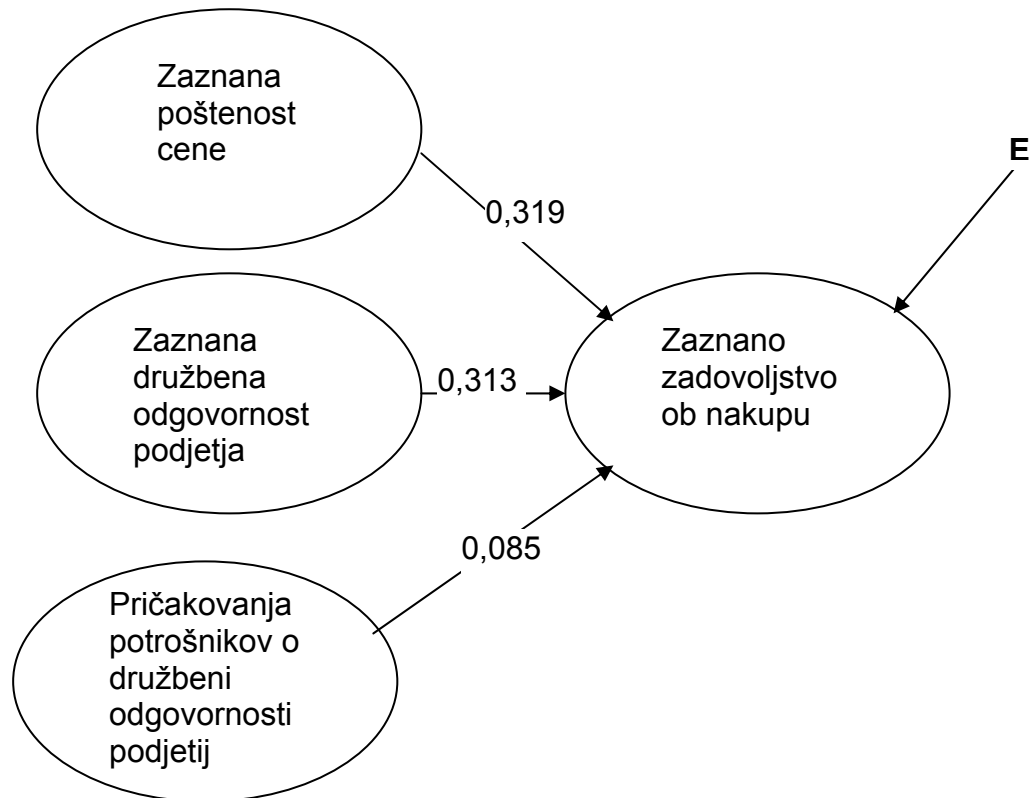 Zaznana
poštenost
cene
E
0,319
Zaznana
družbena
odgovornost
podjetja
0,313
Zaznano
zadovoljstvo
ob nakupu
0,085
Pričakovanja
potrošnikov o
družbeni
odgovornosti
podjetij